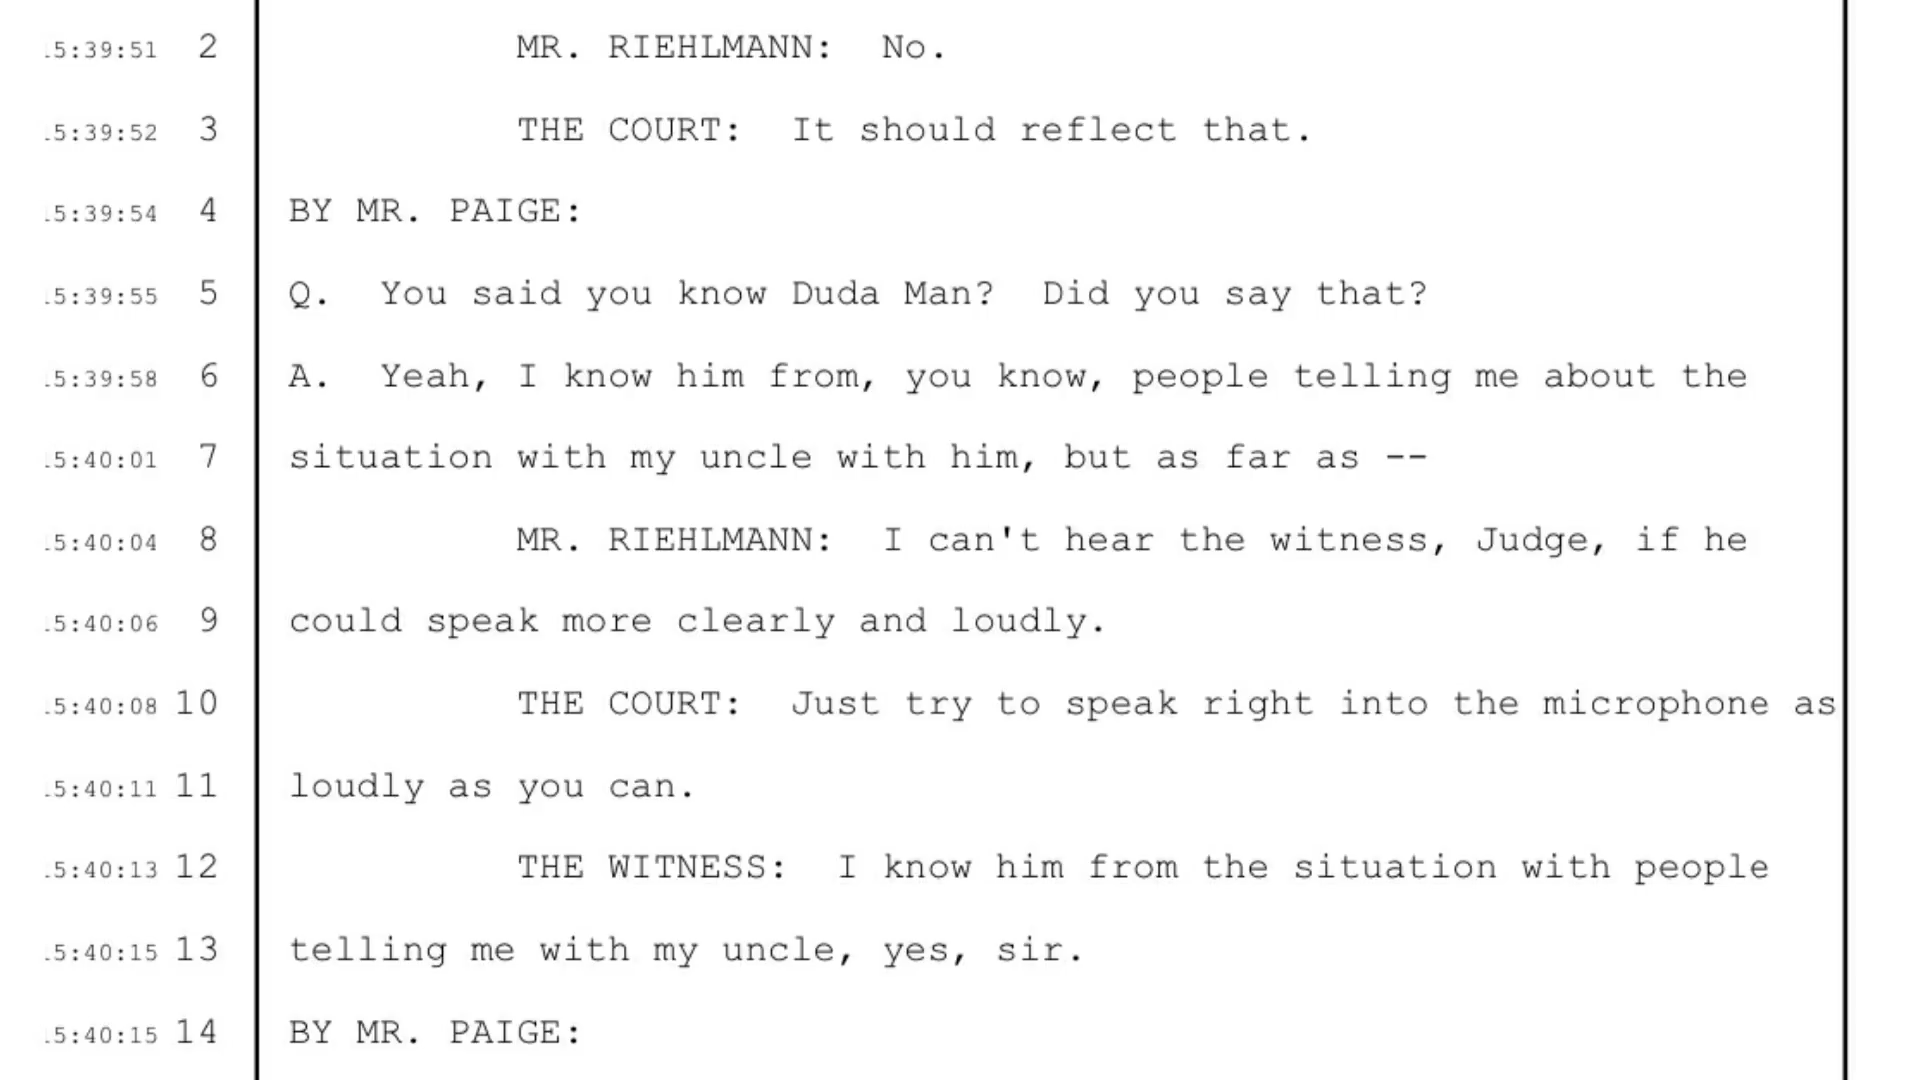 .5:39:51 2 MR. RIEHLMANN: No.
.5:39:52 3 THE COURT: It should reflect that.
.5:39:54 4 BY MR. PAIGE:
.5:39:55 5 Q. You said you know Duda Man? Did you say that?
.5:39:58 6 A. Yeah, I know him from, you know, people telling me about the
.5:40:01 7 situation with my uncle with him, but as far as --
.5:40:04 8 MR. RIEHLMANN: I can't hear the witness, Judge, if he
.5:40:06 9 could speak more clearly and loudly.
.5:40:08 10 THE COURT: Just try to speak right into the microphone as
.5:40:11 11 loudly as you can.
.5:40:13 12 THE WITNESS: I know him from the situation with people
.5:40:15 13 telling me with my uncle, yes, sir.
.5:40:15 14 BY MR. PAIGE: